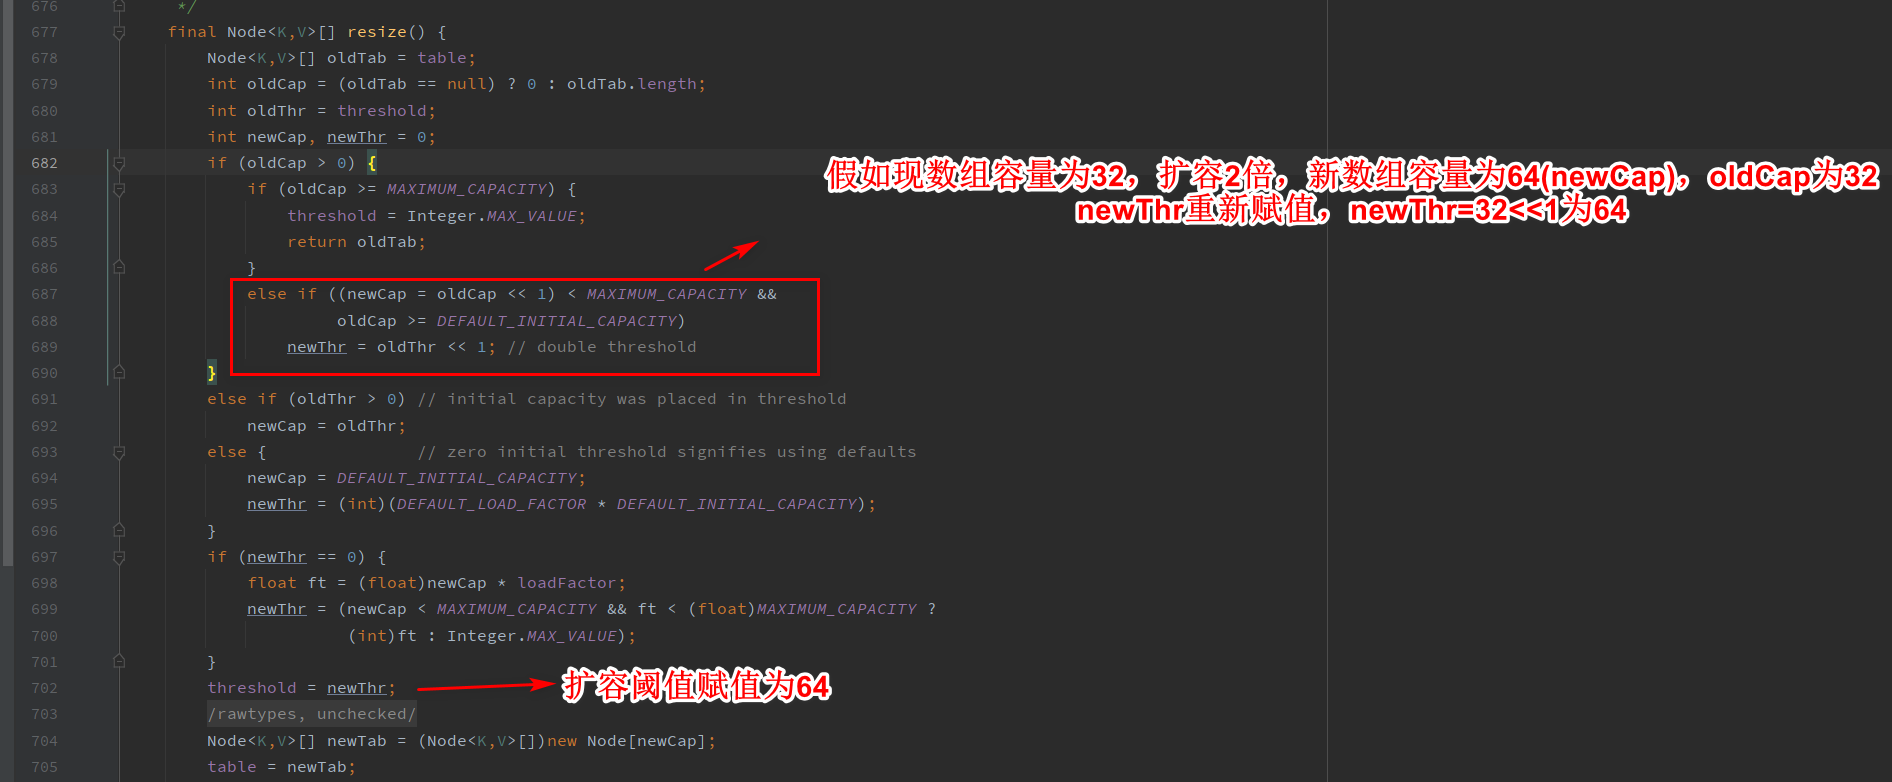 676 */
677 final Node<K,V>[] resize() {
678 Node<K,V>[] oldTab = table;
679 int oldCap = (oldTab == null) ? 0 : oldTab.length;
680 int oldThr = threshold;
681 int newCap, newThr = 0;
682 if (oldCap > 0) {
假如现数组容量为32，扩容2倍，新数组容量为64(newCap)，oldCap为32
683 if (oldCap >= MAXIMUM_CAPACITY) {
newThr重新赋值，newThr=32<<1为64
684 threshold = Integer.MAX_VALUE;
685 return oldTab;
686 }
687 else if ((newCap = oldCap << 1) < MAXIMUM_CAPACITY &&
688 oldCap >= DEFAULT_INITIAL_CAPACITY)
689 newThr = oldThr << 1; // double threshold
690 }
691 else if (oldThr > 0) // initial capacity was placed in threshold
692 newCap = oldThr;
693 else { // zero initial threshold signifies using defaults
694 newCap = DEFAULT_INITIAL_CAPACITY;
695 newThr = (int)(DEFAULT_LOAD_FACTOR * DEFAULT_INITIAL_CAPACITY);
696 }
697 if (newThr == 0) {
698 float ft = (float)newCap * loadFactor;
699 newThr = (newCap < MAXIMUM_CAPACITY && ft < (float)MAXIMUM_CAPACITY ?
700 (int)ft : Integer.MAX_VALUE);
701 }
702 threshold = newThr; 扩容阈值赋值为64
703 /rawtypes, unchecked/
704 Node<K,V>[] newTab = (Node<K,V>[])new Node[newCap];
705 table = newTab;